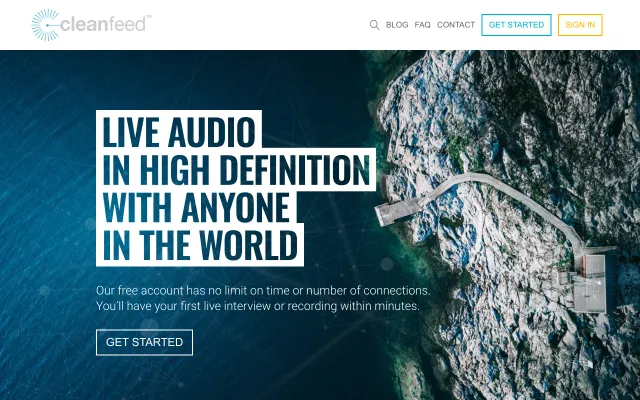 cleanfeed™
BLOG FAQ CONTACT GET STARTED SIGN IN
LIVE AUDIO
IN HIGH DEFINITION
WITH ANYONE
IN THE WORLD
Our free account has no limit on time or number of connections.
You'll have your first live interview or recording within minutes.
GET STARTED